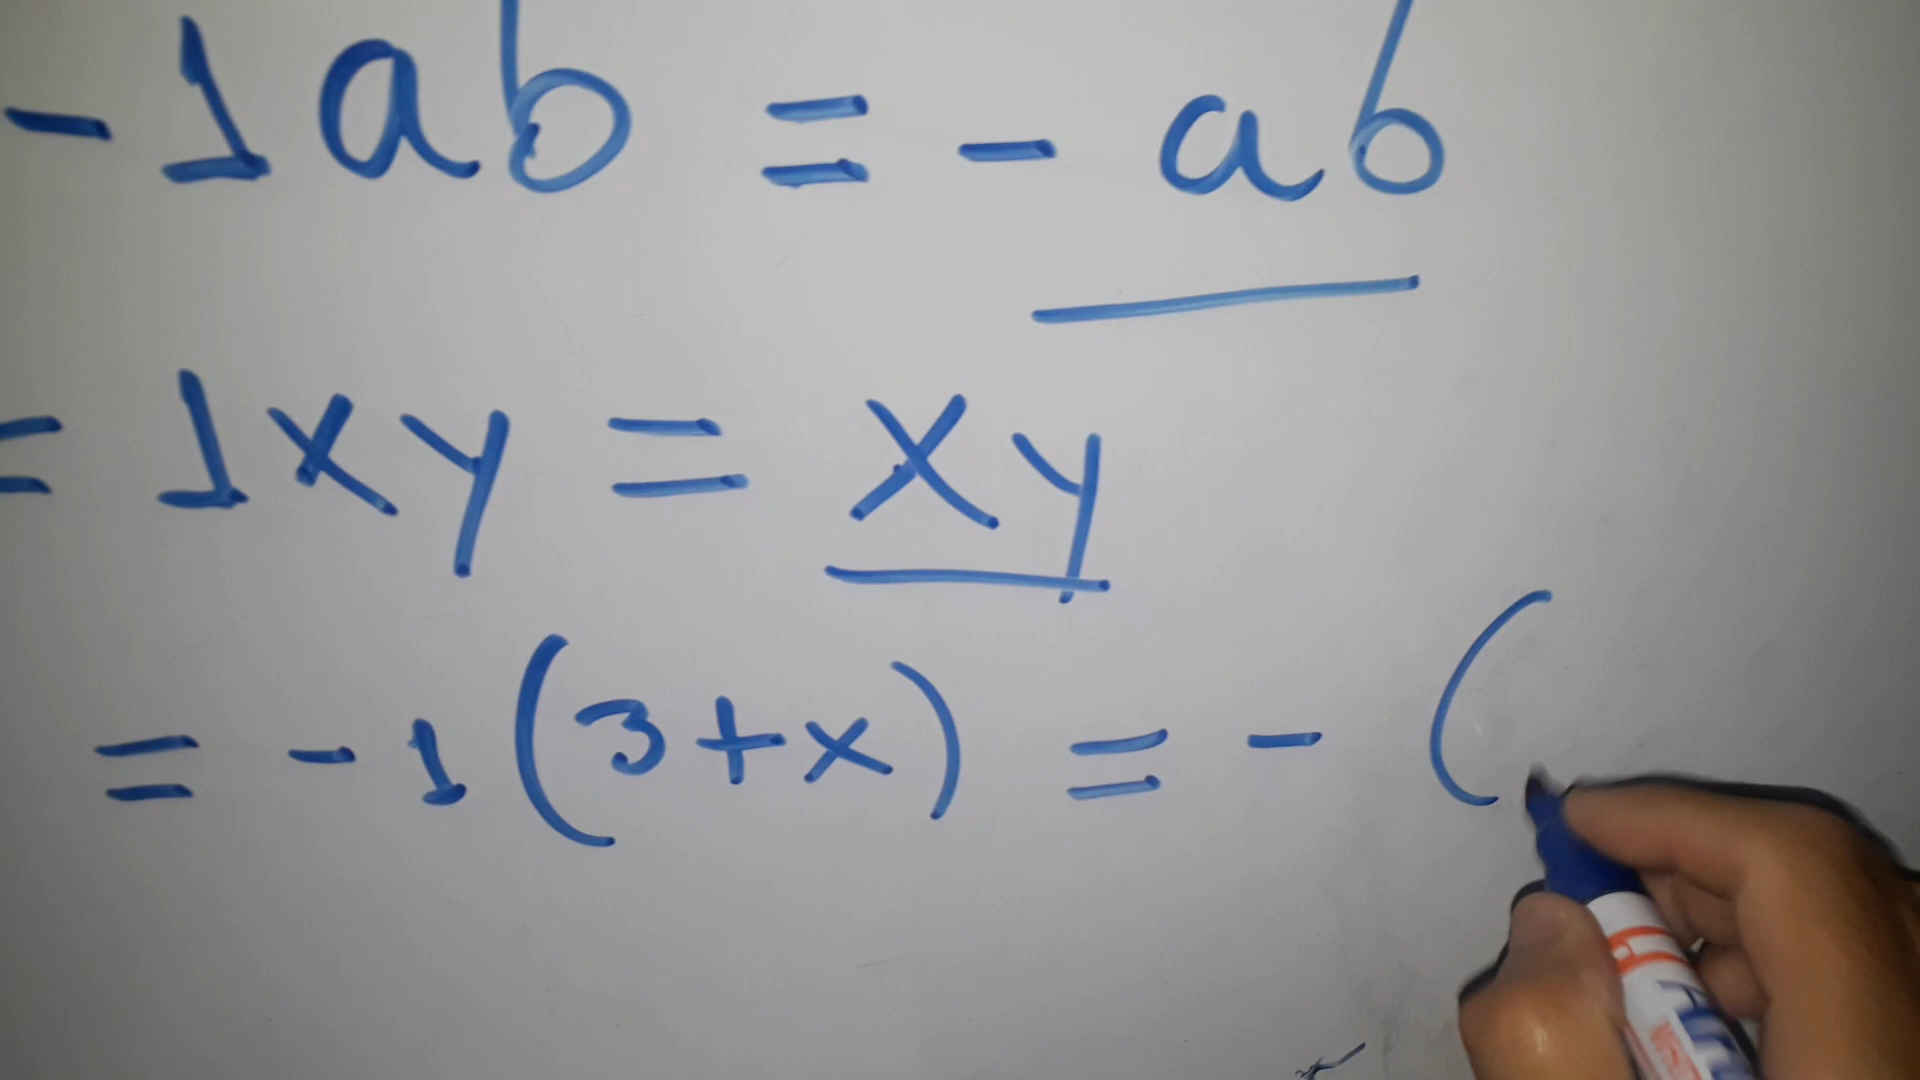 - 1ab = - ab
= 1xy = xy
= - 1(3+x) = - (